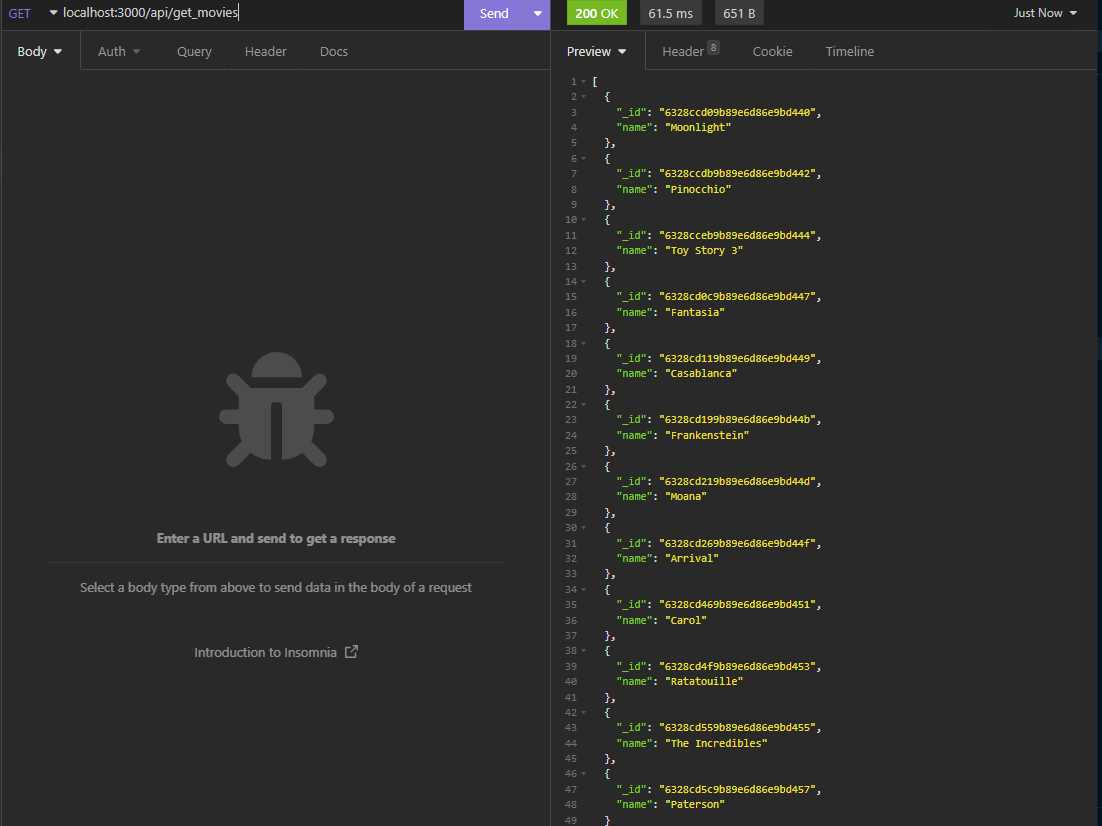 GET localhost:3000/api/get_movies Send 200 OK 61.5 ms 651 B Just Now
Body Auth Query Header Docs
Enter a URL and send to get a response
Select a body type from above to send data in the body of a request
Introduction to Insomnia
Preview Header 8 Cookie Timeline
1 [
2 {
3 "_id": "6328ccd09b89e6d86e9bd440",
4 "name": "Moonlight"
5 },
6 {
7 "_id": "6328ccdb9b89e6d86e9bd442",
8 "name": "Pinocchio"
9 },
10 {
11 "_id": "6328cceb9b89e6d86e9bd444",
12 "name": "Toy Story 3"
13 },
14 {
15 "_id": "6328cd0c9b89e6d86e9bd447",
16 "name": "Fantasia"
17 },
18 {
19 "_id": "6328cd119b89e6d86e9bd449",
20 "name": "Casablanca"
21 },
22 {
23 "_id": "6328cd199b89e6d86e9bd44b",
24 "name": "Frankenstein"
25 },
26 {
27 "_id": "6328cd219b89e6d86e9bd44d",
28 "name": "Moana"
29 },
30 {
31 "_id": "6328cd269b89e6d86e9bd44f",
32 "name": "Arrival"
33 },
34 {
35 "_id": "6328cd469b89e6d86e9bd451",
36 "name": "Carol"
37 },
38 {
39 "_id": "6328cd4f9b89e6d86e9bd453",
40 "name": "Ratatouille"
41 },
42 {
43 "_id": "6328cd559b89e6d86e9bd455",
44 "name": "The Incredibles"
45 },
46 {
47 "_id": "6328cd5c9b89e6d86e9bd457",
48 "name": "Paterson"
49 }